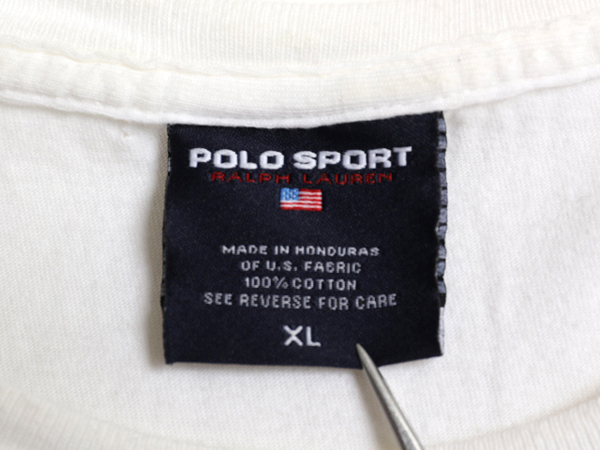 POLO SPORT
RALPH LAUREN
MADE IN HONDURAS
OF U.S. FABRIC
100% COTTON
SEE REVERSE FOR CARE
XL